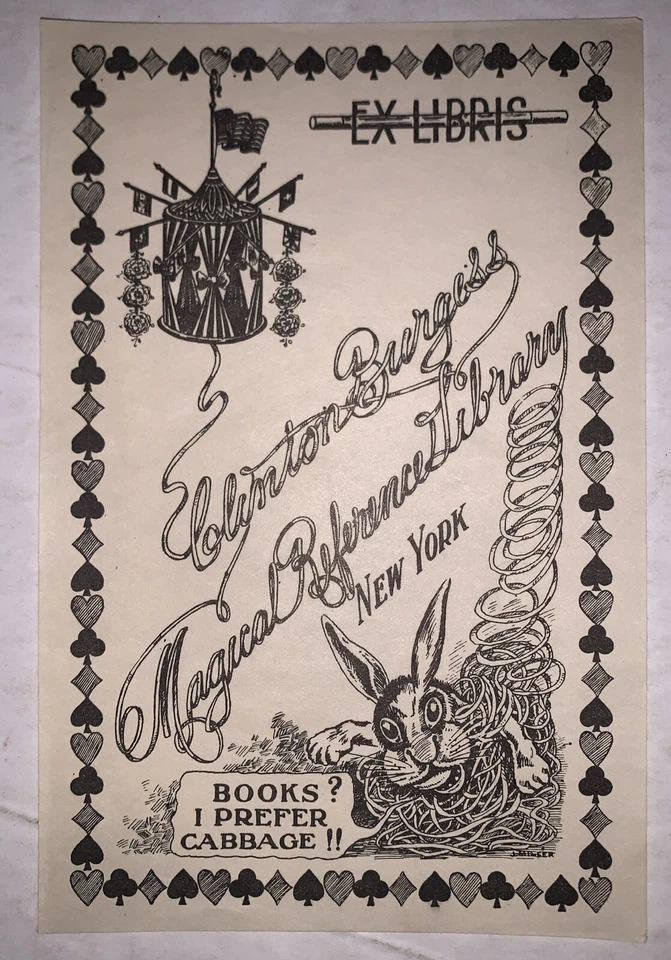 EX LIBRIS
Clinton Burgess
Magical Reference Library
NEW YORK
BOOKS?
I PREFER
CABBAGE!!